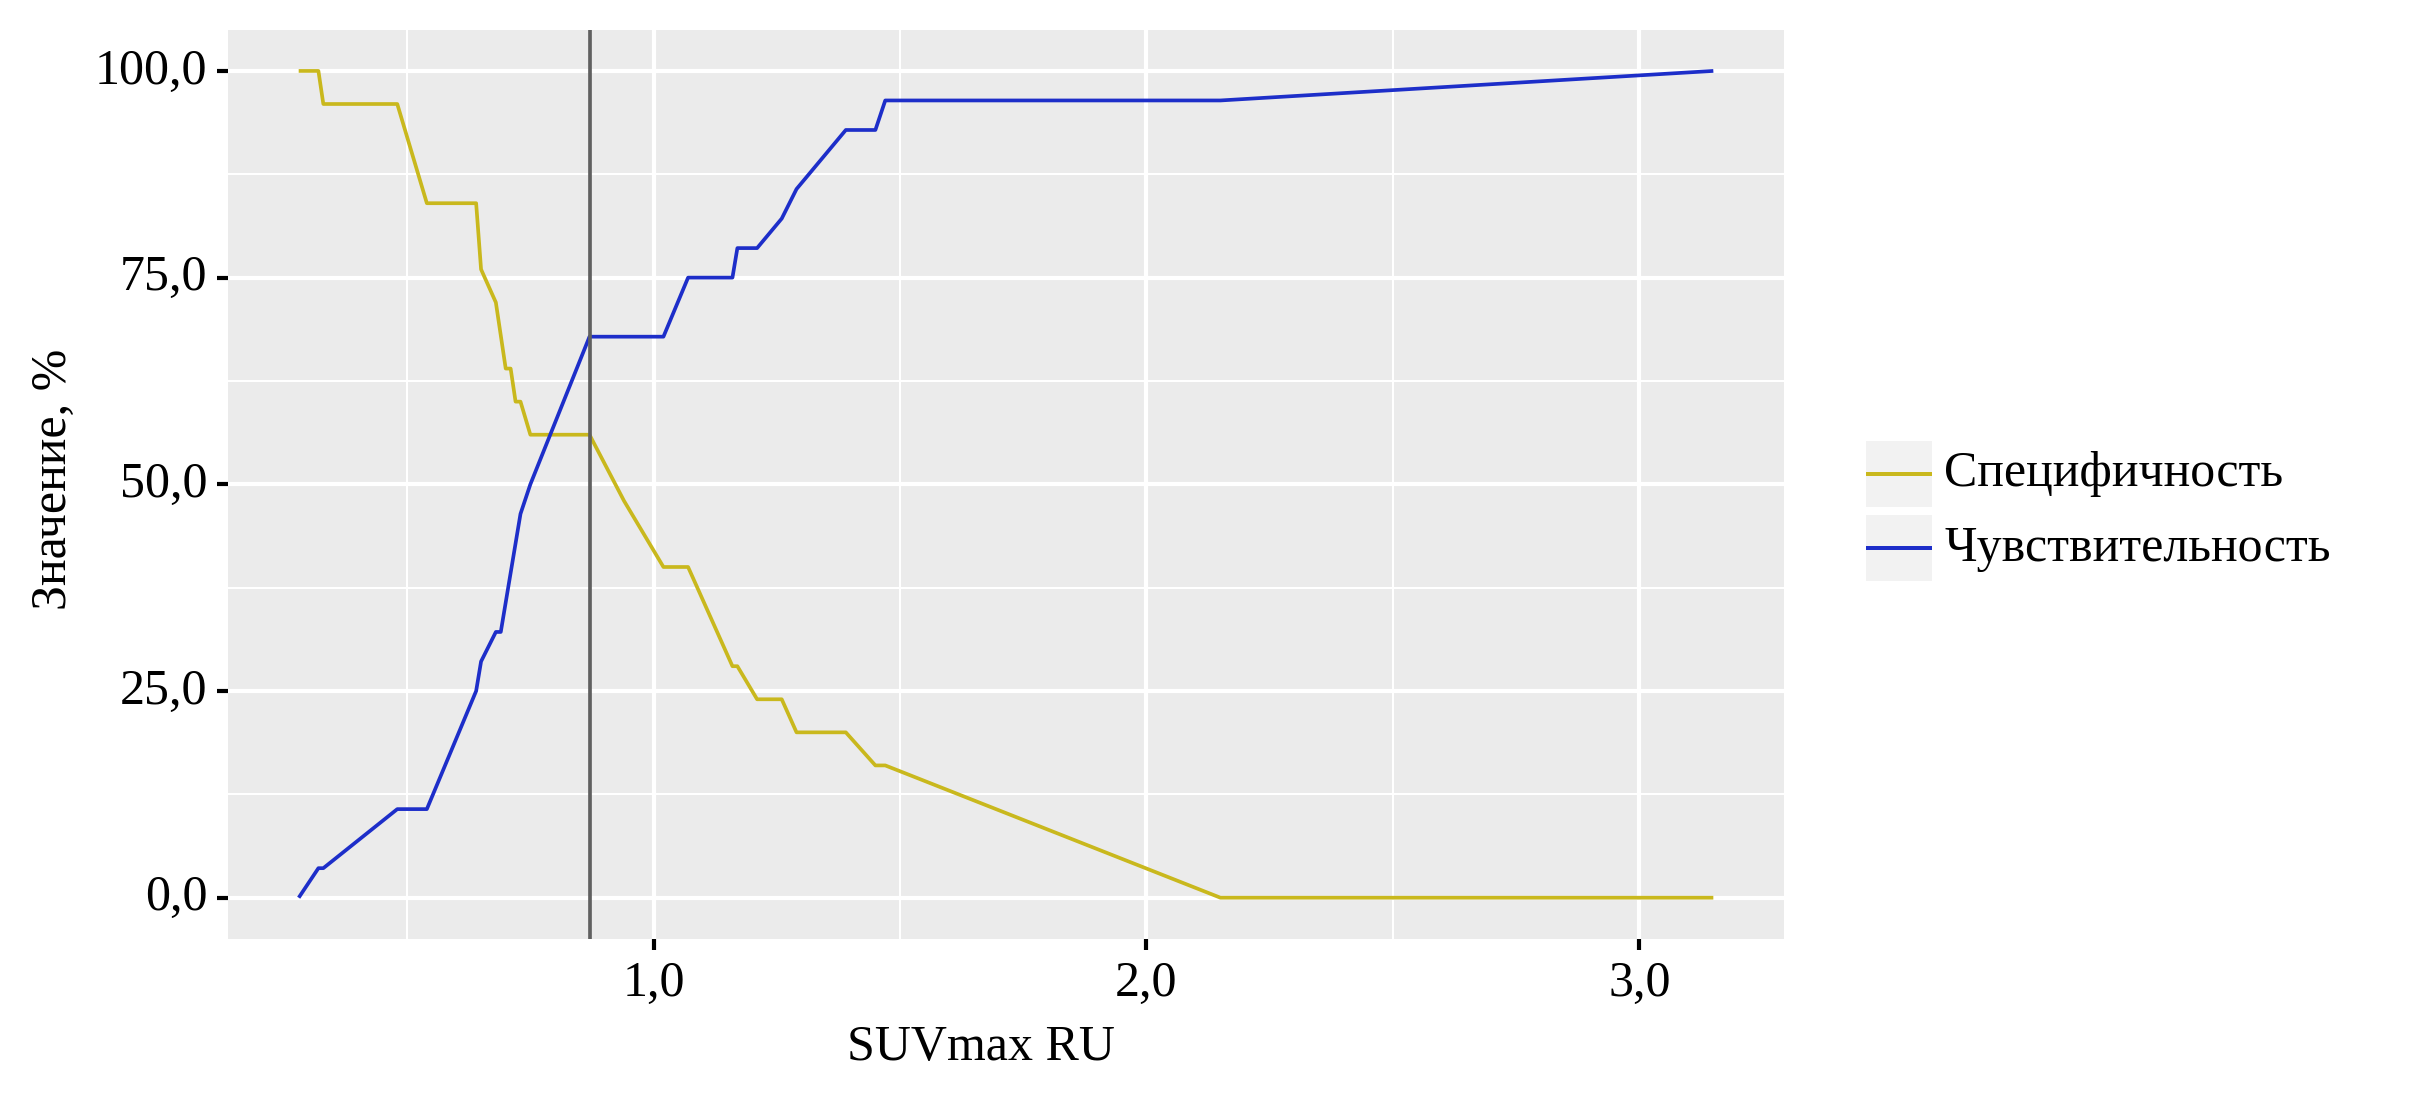 100,0
75,0
50,0
25,0
0,0
Значение, %
1,0 2,0 3,0
SUVmax RU
Специфичность
Чувствительность